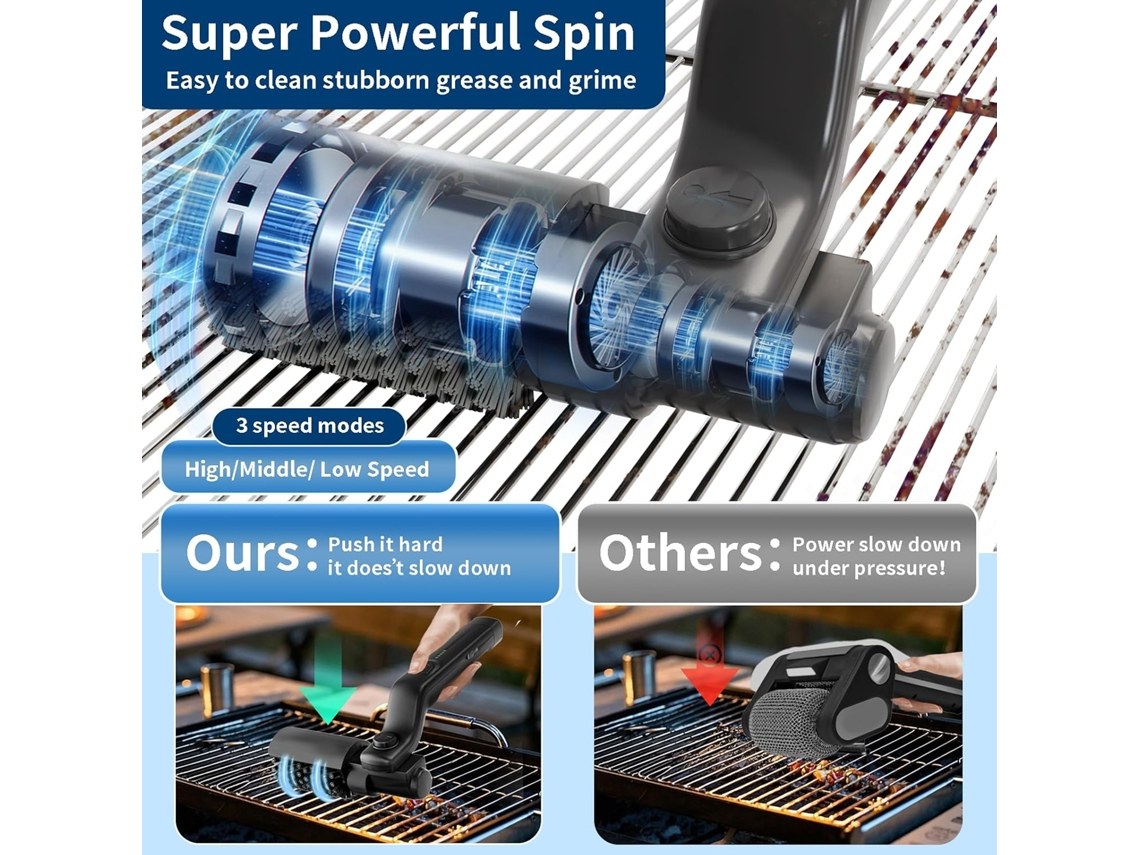 Super Powerful Spin
Easy to clean stubborn grease and grime
3 speed modes
High/Middle/ Low Speed
Ours:
Push it hard
it does't slow down
Others:
Power slow down
under pressure!